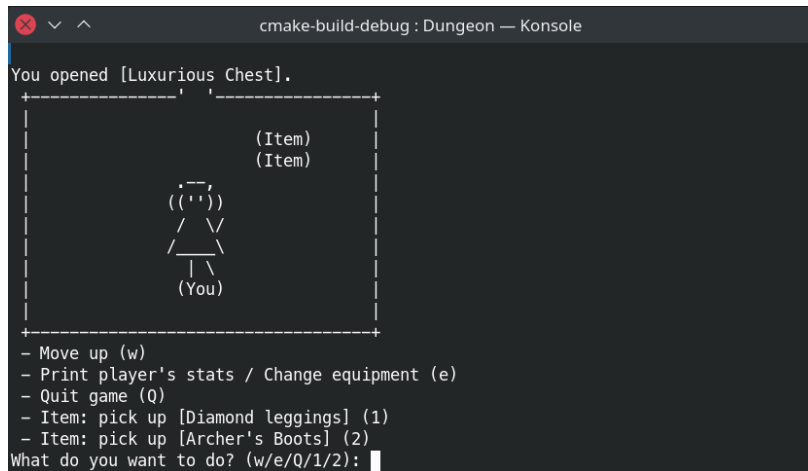 cmake-build-debug : Dungeon — Konsole
You opened [Luxurious Chest].
(Item)
(Item)
(You)
– Move up (w)
– Print player's stats / Change equipment (e)
– Quit game (Q)
– Item: pick up [Diamond leggings] (1)
– Item: pick up [Archer's Boots] (2)
What do you want to do? (w/e/Q/1/2):